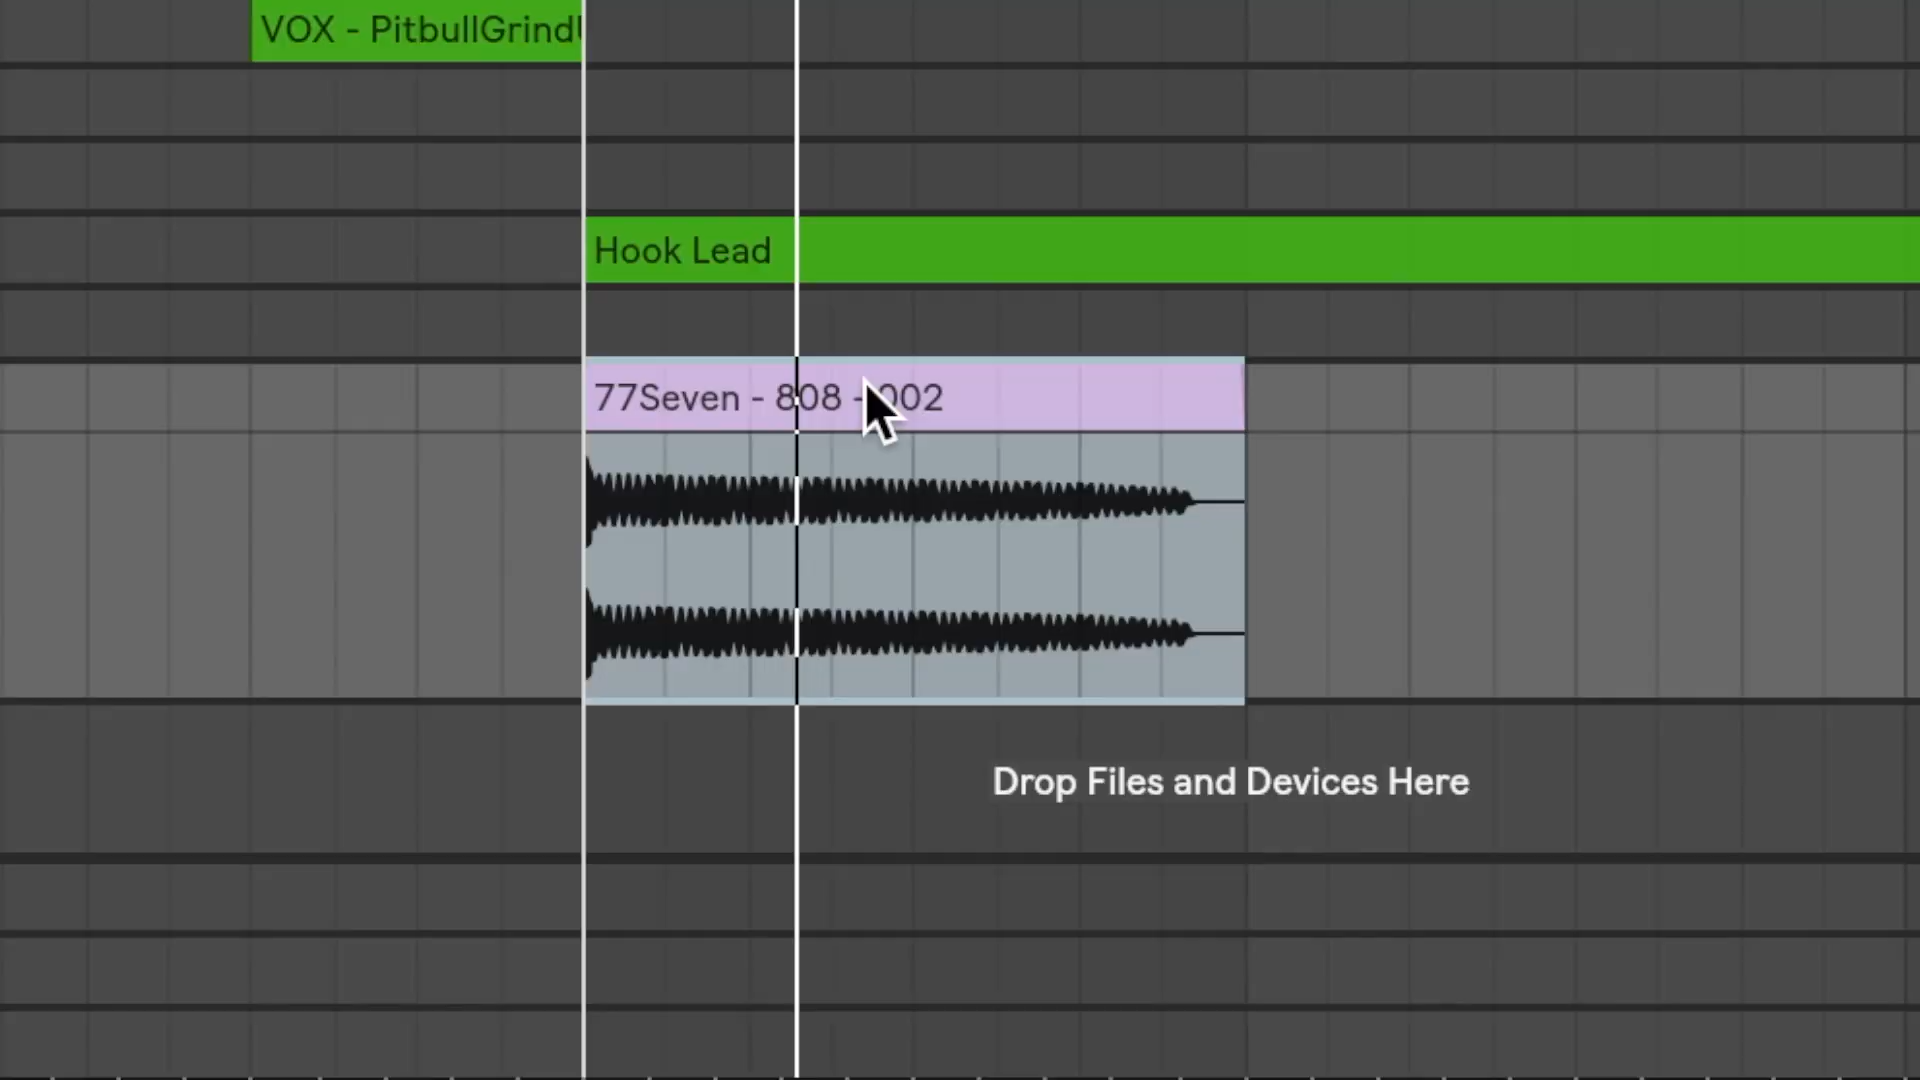 VOX - PitbullGrind
Hook Lead
77Seven - 808 - 002
Drop Files and Devices Here